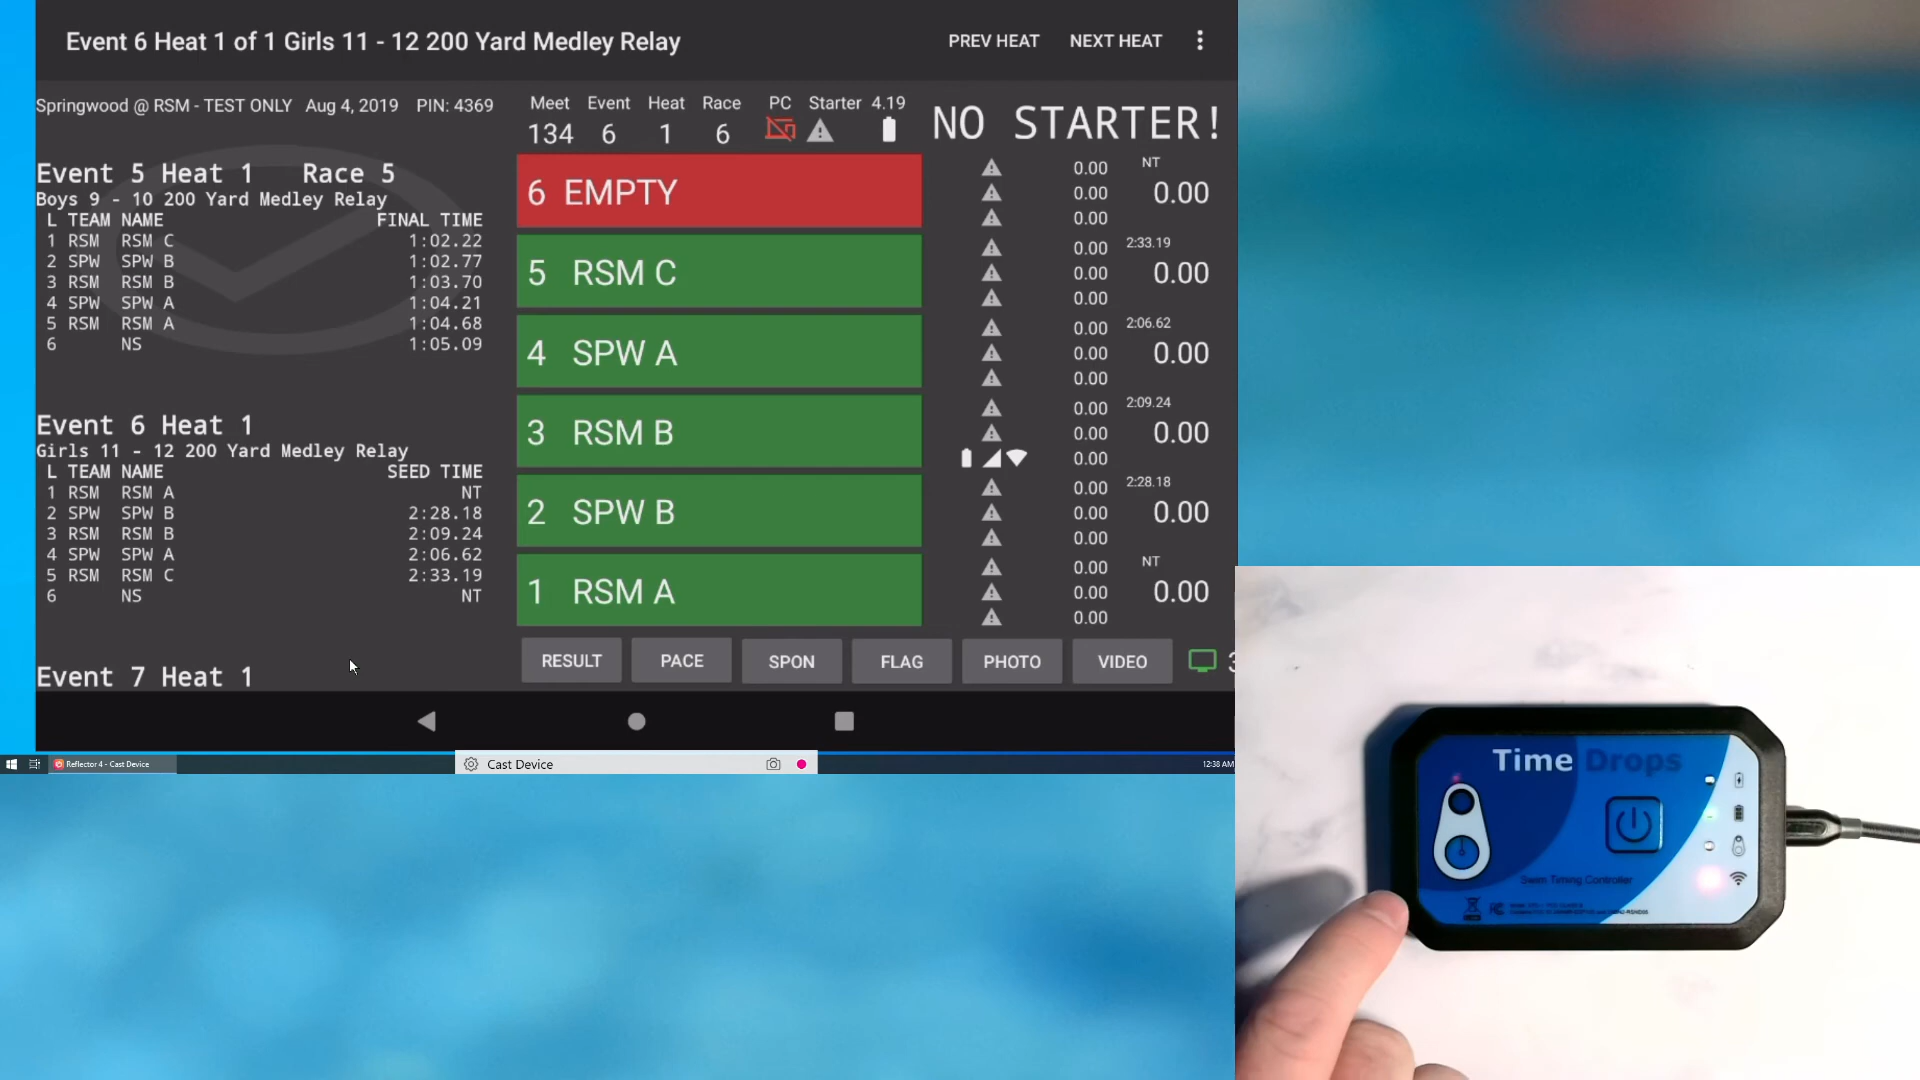 Event 6 Heat 1 of 1 Girls 11 - 12 200 Yard Medley Relay
PREV HEAT
NEXT HEAT
Springwood @ RSM - TEST ONLY Aug 4, 2019 PIN: 4369
Meet Event Heat Race PC Starter 4.19
134 6 1 6
NO STARTER!
Event 5 Heat 1 Race 5
Boys 9 - 10 200 Yard Medley Relay
L TEAM NAME FINAL TIME
1 RSM RSM C 1:02.22
2 SPW SPW B 1:02.77
3 RSM RSM B 1:03.70
4 SPW SPW A 1:04.21
5 RSM RSM A 1:04.68
6 NS 1:05.09
Event 6 Heat 1
Girls 11 - 12 200 Yard Medley Relay
L TEAM NAME SEED TIME
1 RSM RSM A NT
2 SPW SPW B 2:28.18
3 RSM RSM B 2:09.24
4 SPW SPW A 2:06.62
5 RSM RSM C 2:33.19
6 NS NT
Event 7 Heat 1
6 EMPTY
0.00
0.00
0.00
NT
0.00
5 RSM C
0.00
0.00
0.00
2:33.19
0.00
4 SPW A
0.00
0.00
0.00
2:06.62
0.00
3 RSM B
0.00
0.00
0.00
2:09.24
0.00
2 SPW B
0.00
0.00
0.00
2:28.18
0.00
1 RSM A
0.00
0.00
0.00
NT
0.00
RESULT
PACE
SPON
FLAG
PHOTO
VIDEO
Reflector 4 - Cast Device
Cast Device
12:38 AM
Time Drops
Swim Timing Controller